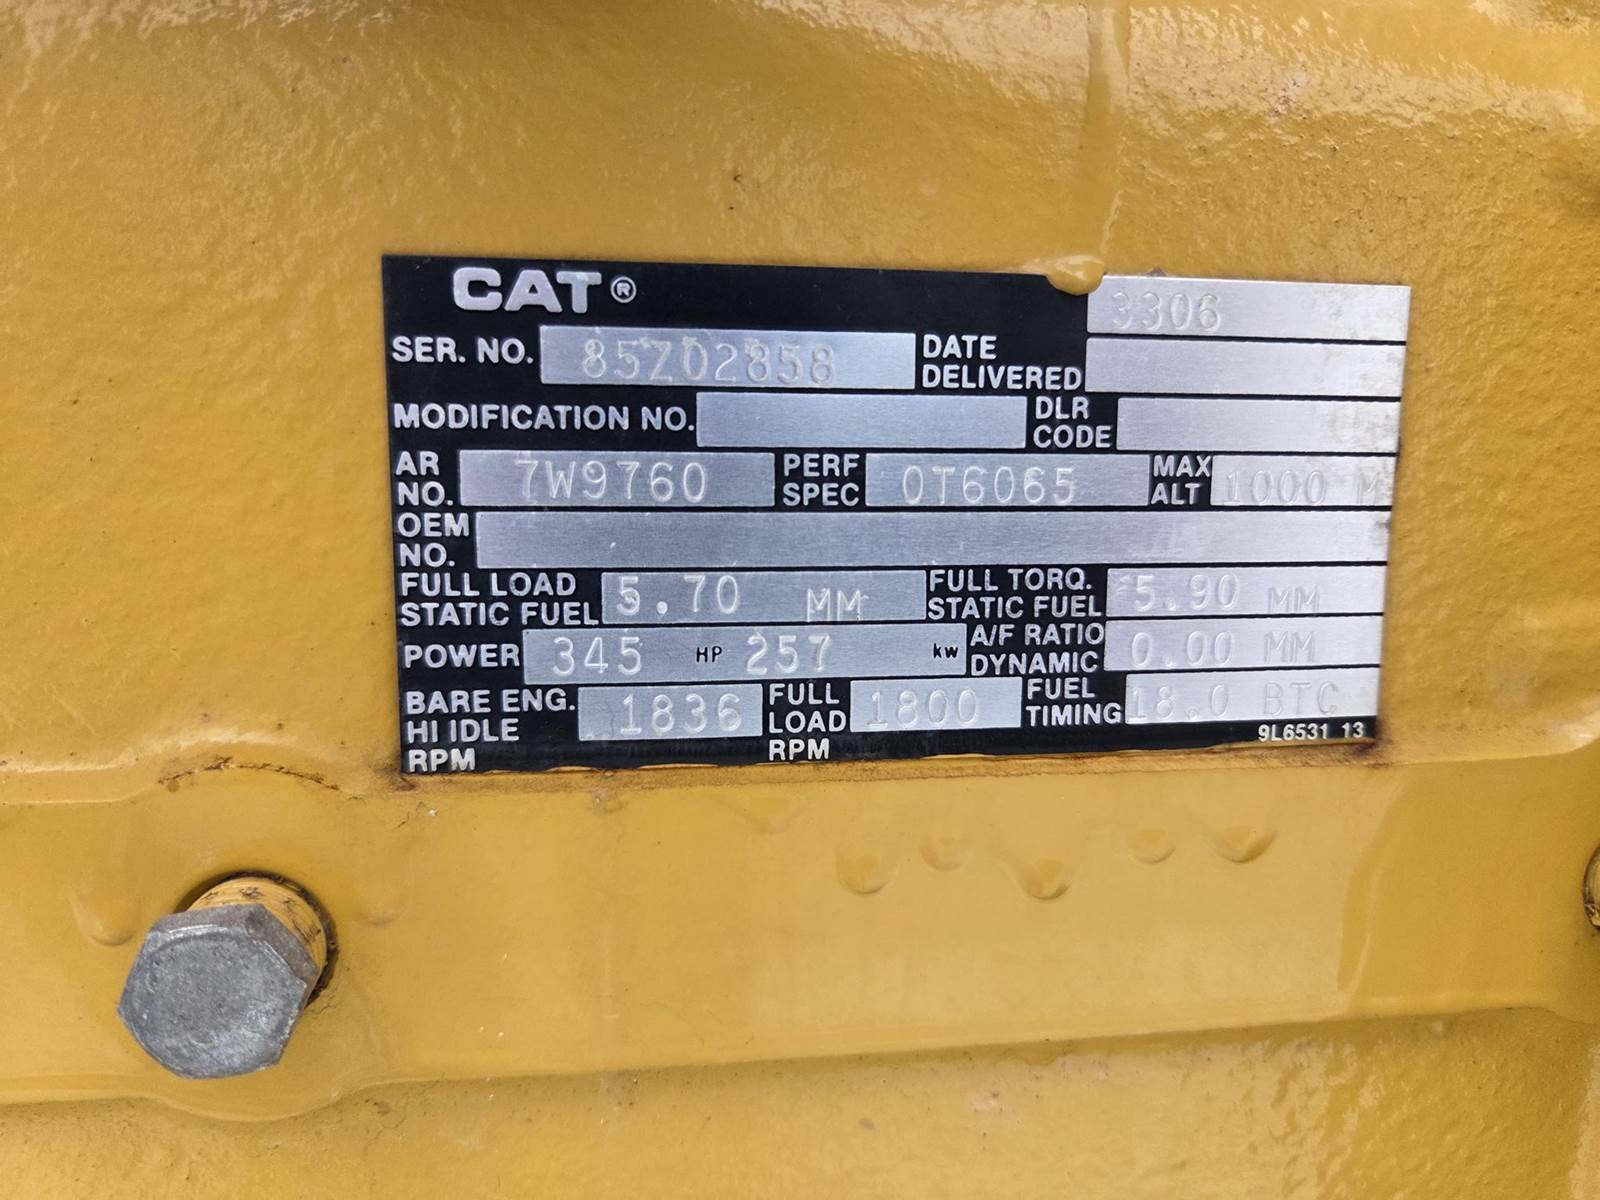 CAT® 3306
SER. NO. 85Z02858 DATE DELIVERED
MODIFICATION NO. DLR CODE
AR NO. 7W9760 PERF SPEC 0T6065 MAX ALT 1000 M
OEM NO.
FULL LOAD STATIC FUEL 5.70 MM FULL TORQ. STATIC FUEL 5.90 MM
POWER 345 HP 257 kw A/F RATIO DYNAMIC 0.00 MM
BARE ENG. HI IDLE RPM 1836 FULL LOAD RPM 1800 FUEL TIMING 18.0 BTC
9L6531 13